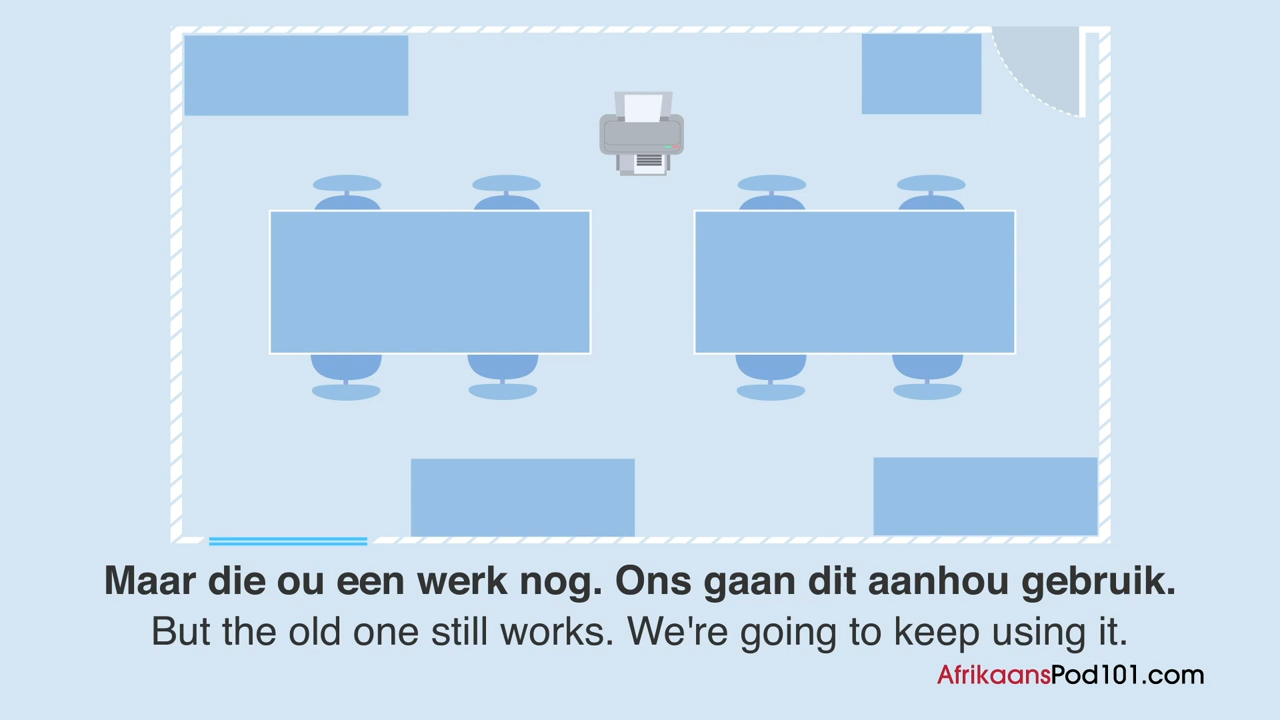 Maar die ou een werk nog. Ons gaan dit aanhou gebruik.
But the old one still works. We're going to keep using it.
AfrikaansPod101.com